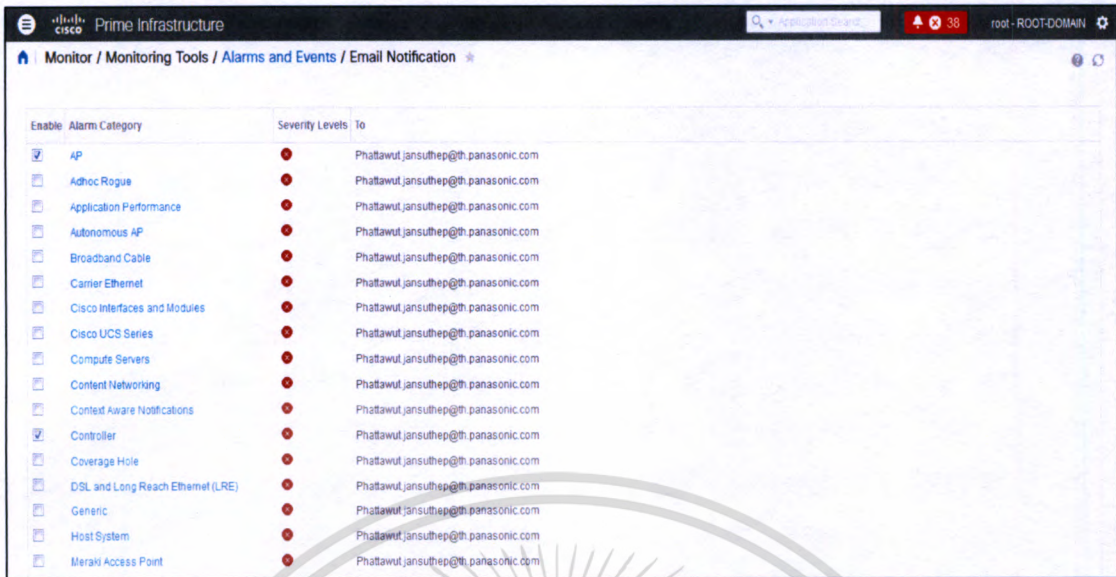 cisco Prime Infrastructure Application Search 38 root - ROOT-DOMAIN
Monitor / Monitoring Tools / Alarms and Events / Email Notification
Enable Alarm Category Severity Levels To
AP Phattawut.jansuthep@th.panasonic.com
Adhoc Rogue Phattawut.jansuthep@th.panasonic.com
Application Performance Phattawut.jansuthep@th.panasonic.com
Autonomous AP Phattawut.jansuthep@th.panasonic.com
Broadband Cable Phattawut.jansuthep@th.panasonic.com
Carrier Ethernet Phattawut.jansuthep@th.panasonic.com
Cisco Interfaces and Modules Phattawut.jansuthep@th.panasonic.com
Cisco UCS Series Phattawut.jansuthep@th.panasonic.com
Compute Servers Phattawut.jansuthep@th.panasonic.com
Content Networking Phattawut.jansuthep@th.panasonic.com
Context Aware Notifications Phattawut.jansuthep@th.panasonic.com
Controller Phattawut.jansuthep@th.panasonic.com
Coverage Hole Phattawut.jansuthep@th.panasonic.com
DSL and Long Reach Ethernet (LRE) Phattawut.jansuthep@th.panasonic.com
Generic Phattawut.jansuthep@th.panasonic.com
Host System Phattawut.jansuthep@th.panasonic.com
Meraki Access Point Phattawut.jansuthep@th.panasonic.com